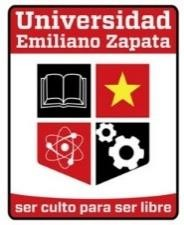 Universidad
Emiliano Zapata
ser culto para ser libre